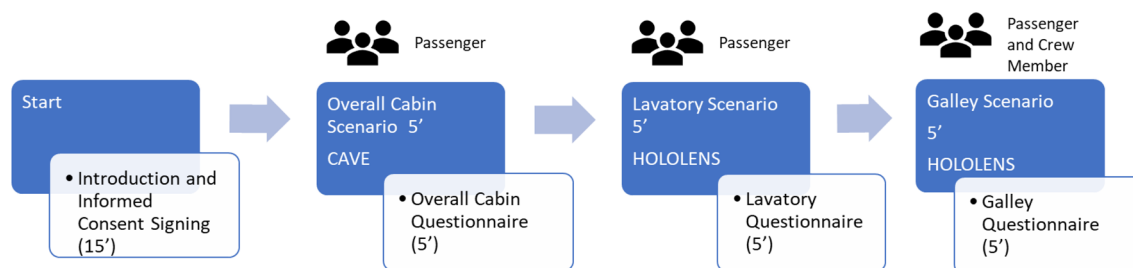 Passenger
Passenger
Passenger
and Crew
Member
Start
• Introduction and
Informed
Consent Signing
(15’)
Overall Cabin
Scenario 5’
CAVE
• Overall Cabin
Questionnaire
(5’)
Lavatory Scenario
5’
HOLOLENS
• Lavatory
Questionnaire
(5’)
Galley Scenario
5’
HOLOLENS
• Galley
Questionnaire
(5’)